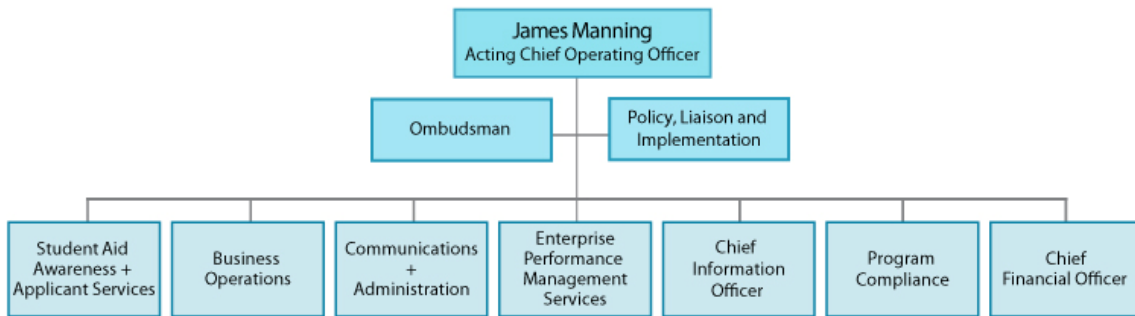 James Manning
Acting Chief Operating Officer
Ombudsman
Policy, Liaison and
Implementation
Student Aid
Awareness +
Applicant Services
Business
Operations
Communications
+
Administration
Enterprise
Performance
Management
Services
Chief
Information
Officer
Program
Compliance
Chief
Financial Officer